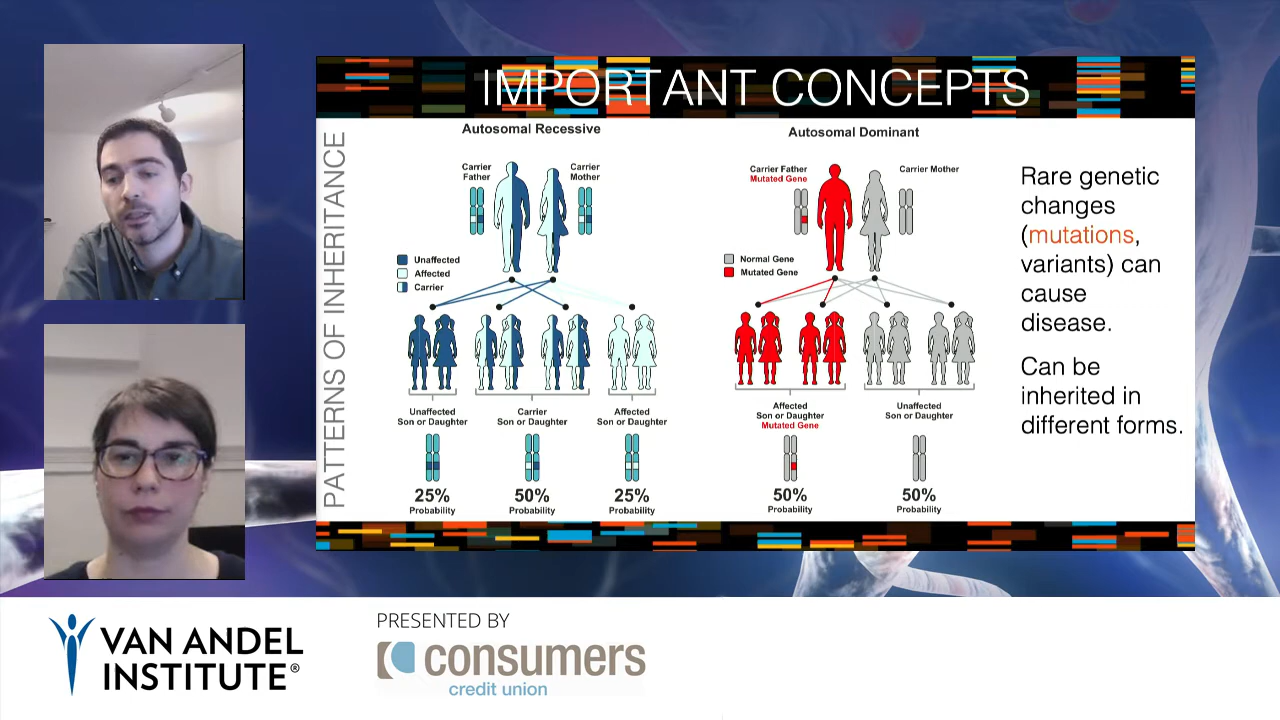 IMPORTANT CONCEPTS
PATTERNS OF INHERITANCE
Autosomal Recessive
Carrier
Father
Carrier
Mother
Unaffected
Affected
Carrier
Unaffected
Son or Daughter
Carrier
Son or Daughter
Affected
Son or Daughter
25%
Probability
50%
Probability
25%
Probability
Autosomal Dominant
Carrier Father
Mutated Gene
Carrier Mother
Normal Gene
Mutated Gene
Affected
Son or Daughter
Mutated Gene
Unaffected
Son or Daughter
50%
Probability
50%
Probability
Rare genetic
changes
(mutations,
variants) can
cause
disease.
Can be
inherited in
different forms.
VAN ANDEL
INSTITUTE®
PRESENTED BY
consumers
credit union